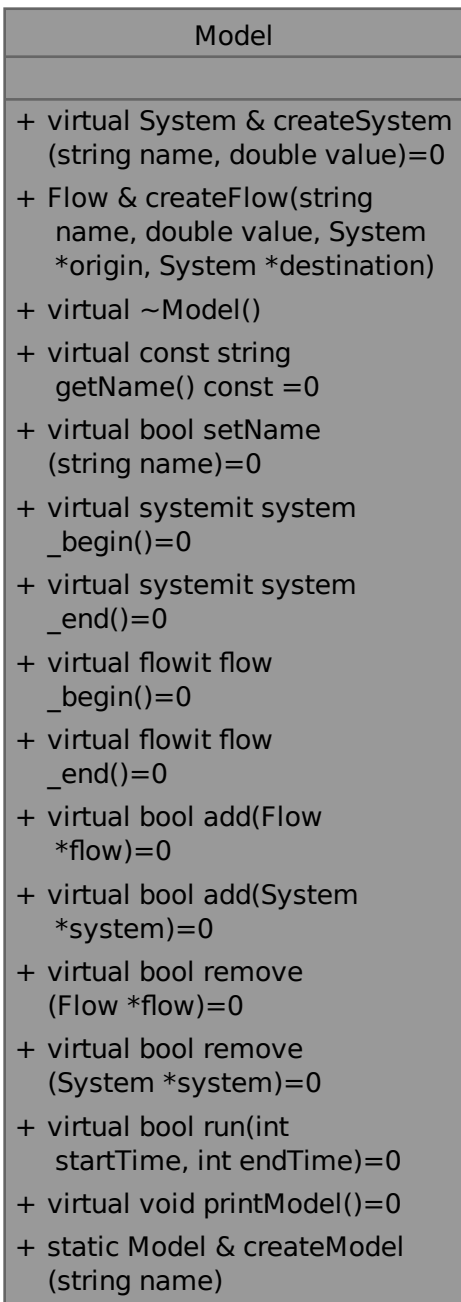 Model
+ virtual System & createSystem
(string name, double value)=0
+ Flow & createFlow(string
name, double value, System
*origin, System *destination)
+ virtual ~Model()
+ virtual const string
getName() const =0
+ virtual bool setName
(string name)=0
+ virtual systemit system
_begin()=0
+ virtual systemit system
_end()=0
+ virtual flowit flow
_begin()=0
+ virtual flowit flow
_end()=0
+ virtual bool add(Flow
*flow)=0
+ virtual bool add(System
*system)=0
+ virtual bool remove
(Flow *flow)=0
+ virtual bool remove
(System *system)=0
+ virtual bool run(int
startTime, int endTime)=0
+ virtual void printModel()=0
+ static Model & createModel
(string name)